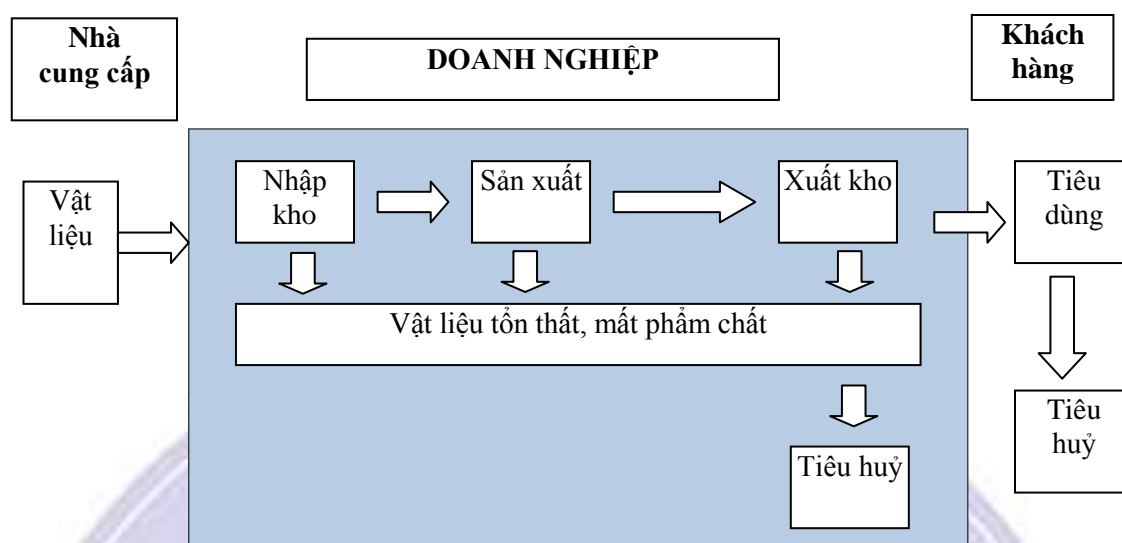 Nhà
cung cấp
DOANH NGHIỆP
Khách
hàng
Vật
liệu
Nhập
kho
Sản xuất
Xuất kho
Tiêu
dùng
Vật liệu tổn thất, mất phẩm chất
Tiêu huỷ
Tiêu
huỷ